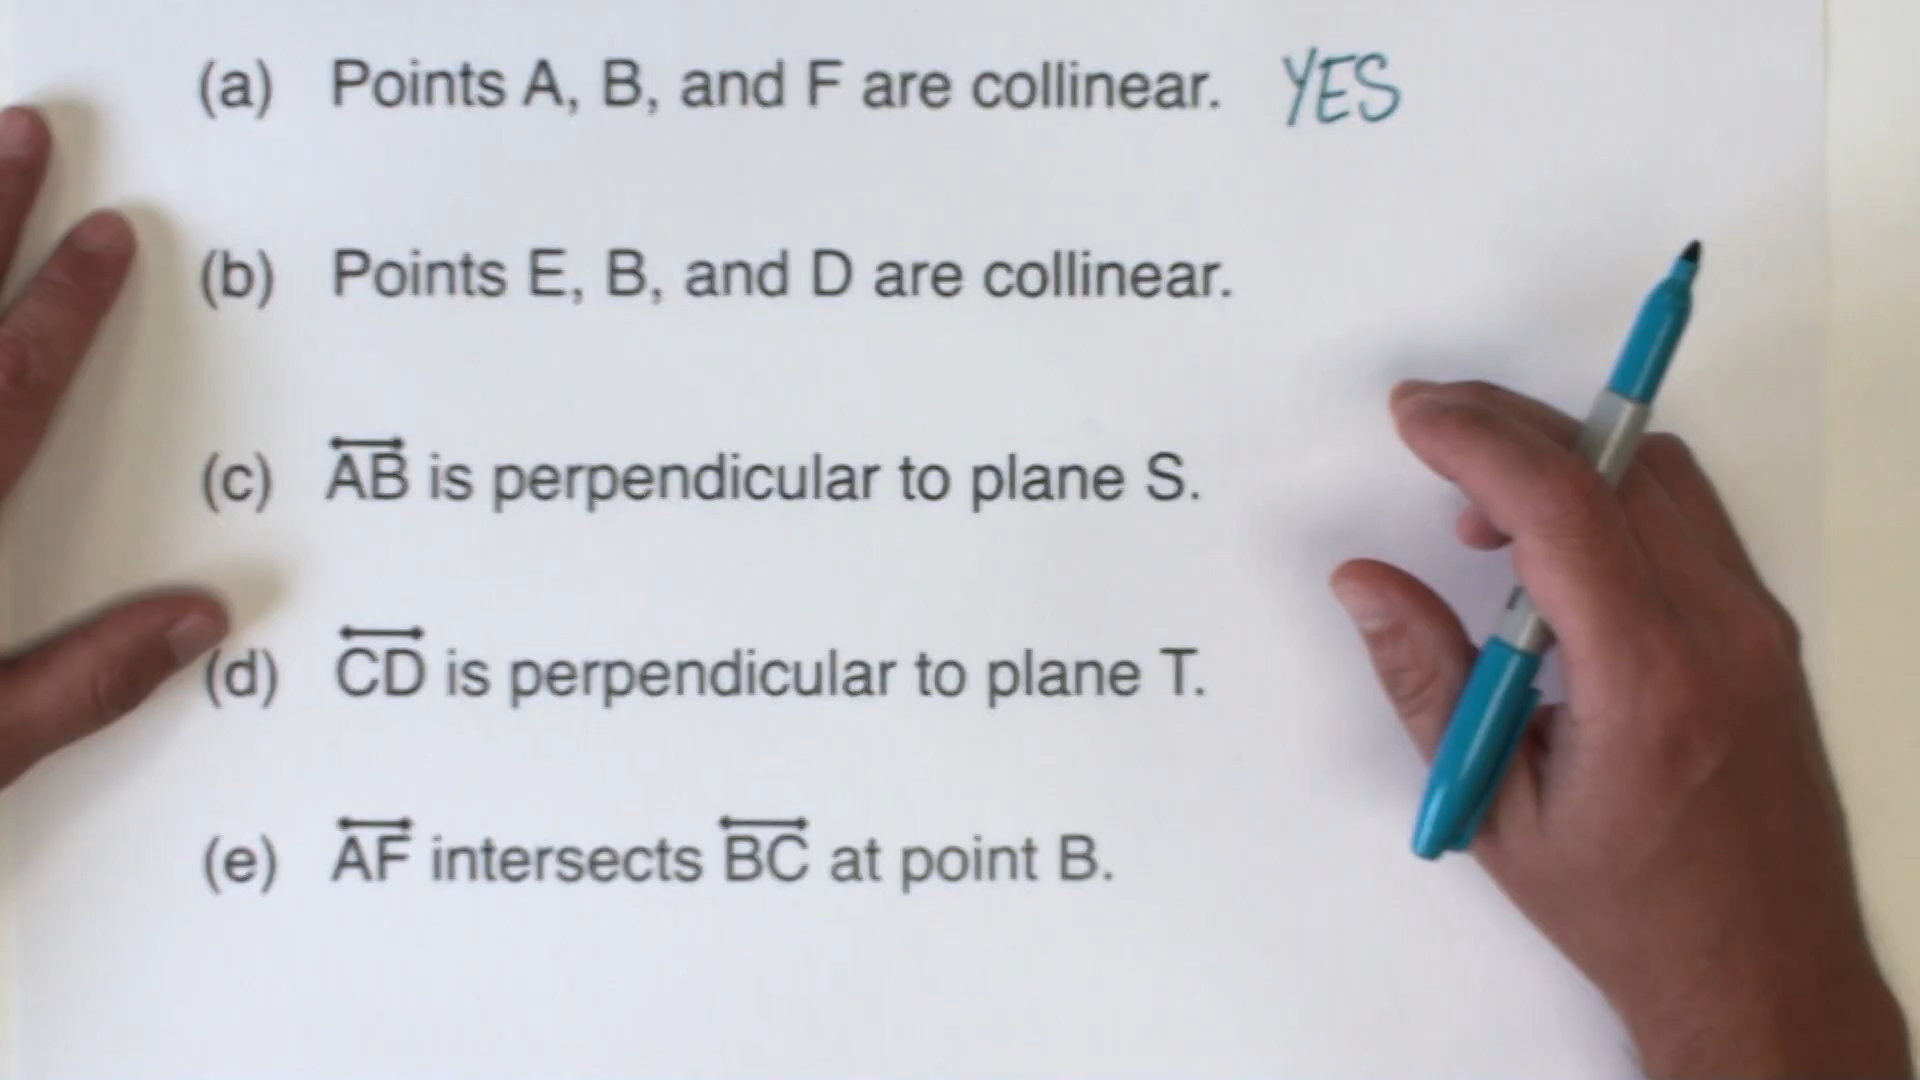 (a) Points A, B, and F are collinear. YES
(b) Points E, B, and D are collinear.
(c) AB is perpendicular to plane S.
(d) CD is perpendicular to plane T.
(e) AF intersects BC at point B.